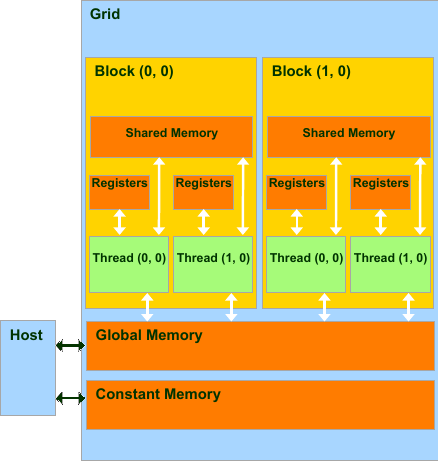 Grid
Block (0, 0)
Block (1, 0)
Shared Memory
Shared Memory
Registers
Registers
Registers
Registers
Thread (0, 0)
Thread (1, 0)
Thread (0, 0)
Thread (1, 0)
Host
Global Memory
Constant Memory